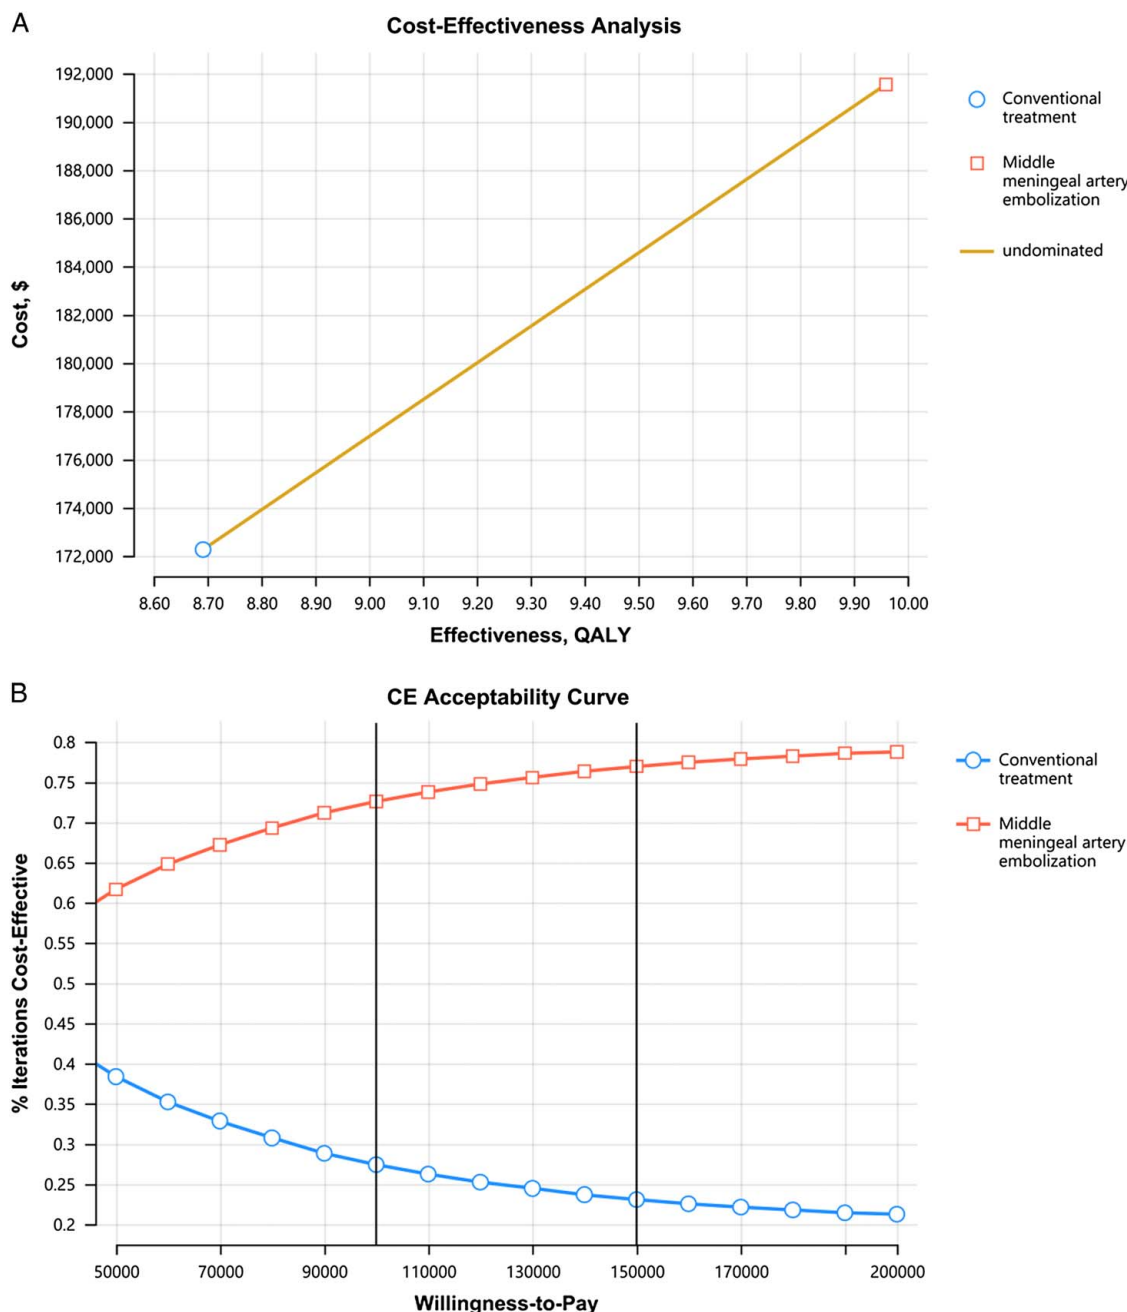 A
Cost-Effectiveness Analysis
192,000
190,000
188,000
186,000
184,000
182,000
180,000
178,000
176,000
174,000
172,000
Cost, $
8.60 8.70 8.80 8.90 9.00 9.10 9.20 9.30 9.40 9.50 9.60 9.70 9.80 9.90 10.00
Effectiveness, QALY
Conventional
treatment
Middle
meningeal artery
embolization
undominated
B
CE Acceptability Curve
0.8
0.75
0.7
0.65
0.6
0.55
0.5
0.45
0.4
0.35
0.3
0.25
0.2
% Iterations Cost-Effective
50000 70000 90000 110000 130000 150000 170000 200000
Willingness-to-Pay
Conventional
treatment
Middle
meningeal artery
embolization